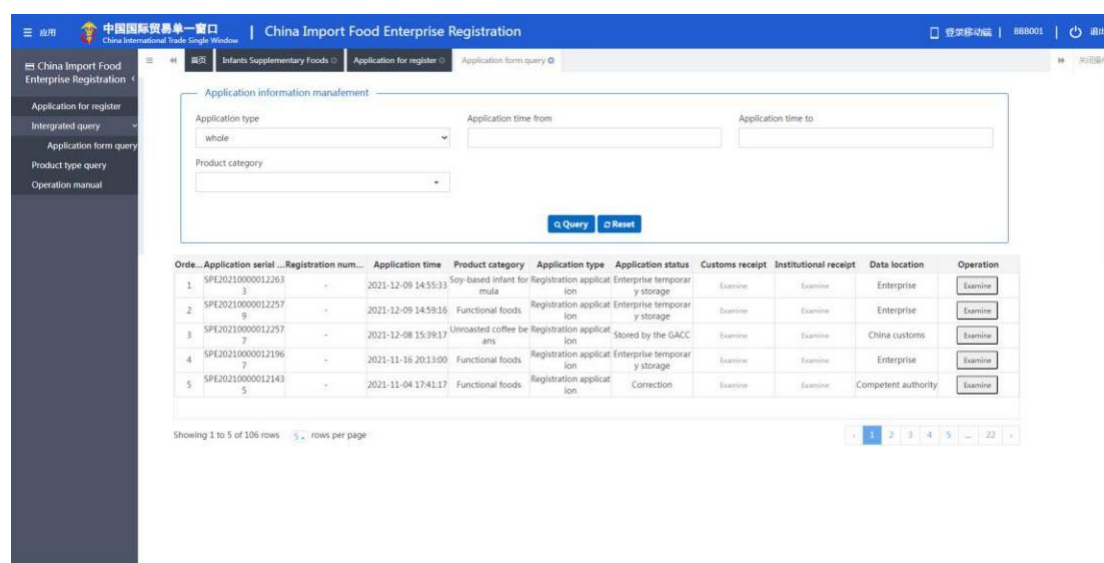 应用
中国国际贸易单一窗口
China International Trade Single Window
China Import Food Enterprise Registration
登录移动端
BBB001
退出
China Import Food
Enterprise Registration
Application for register
Intergrated query
Application form query
Product type query
Operation manual
首页
Infants Supplementary Foods
Application for register
Application form query
Application information manafement
Application type
Application time from
Application time to
whole
Product category
Query
Reset
Orde... Application serial ... Registration num... Application time Product category Application type Application status Customs receipt Institutional receipt Data location Operation
1 SPE202100000122633 - 2021-12-09 14:55:33 Soy-based infant formula Registration application Enterprise temporary storage Examine Examine Enterprise Examine
2 SPE202100000122579 - 2021-12-09 14:59:16 Functional foods Registration application Enterprise temporary storage Examine Examine Enterprise Examine
3 SPE202100000122577 - 2021-12-08 15:39:17 Unroasted coffee beans Registration application Stored by the GACC Examine Examine China customs Examine
4 SPE202100000121967 - 2021-11-16 20:13:00 Functional foods Registration application Enterprise temporary storage Examine Examine Enterprise Examine
5 SPE202100000121435 - 2021-11-04 17:41:17 Functional foods Registration application Correction Examine Examine Competent authority Examine
Showing 1 to 5 of 106 rows 5 rows per page
‹ 1 2 3 4 5 ... 22 ›